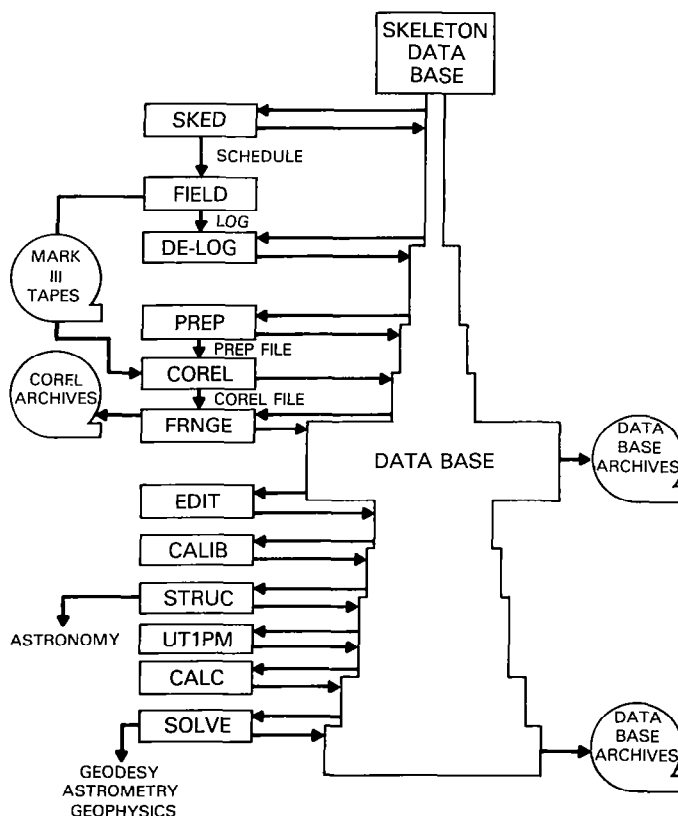 SKELETON
DATA
BASE
SKED
SCHEDULE
FIELD
LOG
DE-LOG
MARK
III
TAPES
PREP
PREP FILE
COREL
COREL FILE
COREL
ARCHIVES
FRNGE
DATA BASE
DATA
BASE
ARCHIVES
EDIT
CALIB
STRUC
ASTRONOMY
UT1PM
CALC
SOLVE
GEODESY
ASTROMETRY
GEOPHYSICS
DATA
BASE
ARCHIVES